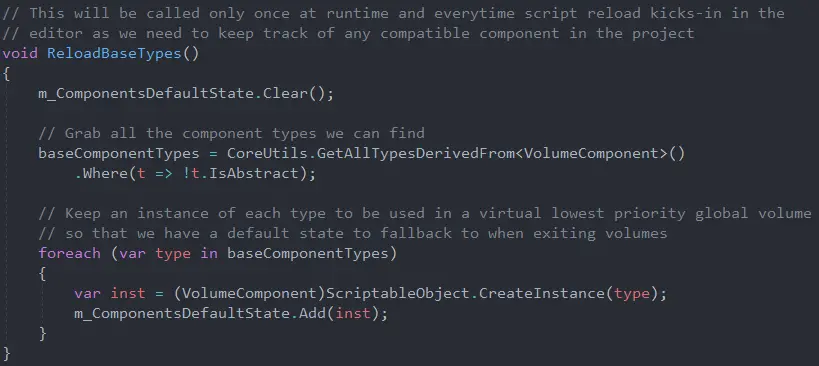 // This will be called only once at runtime and everytime script reload kicks-in in the
// editor as we need to keep track of any compatible component in the project
void ReloadBaseTypes()
{
    m_ComponentsDefaultState.Clear();

    // Grab all the component types we can find
    baseComponentTypes = CoreUtils.GetAllTypesDerivedFrom<VolumeComponent>()
        .Where(t => !t.IsAbstract);

    // Keep an instance of each type to be used in a virtual lowest priority global volume
    // so that we have a default state to fallback to when exiting volumes
    foreach (var type in baseComponentTypes)
    {
        var inst = (VolumeComponent)ScriptableObject.CreateInstance(type);
        m_ComponentsDefaultState.Add(inst);
    }
}